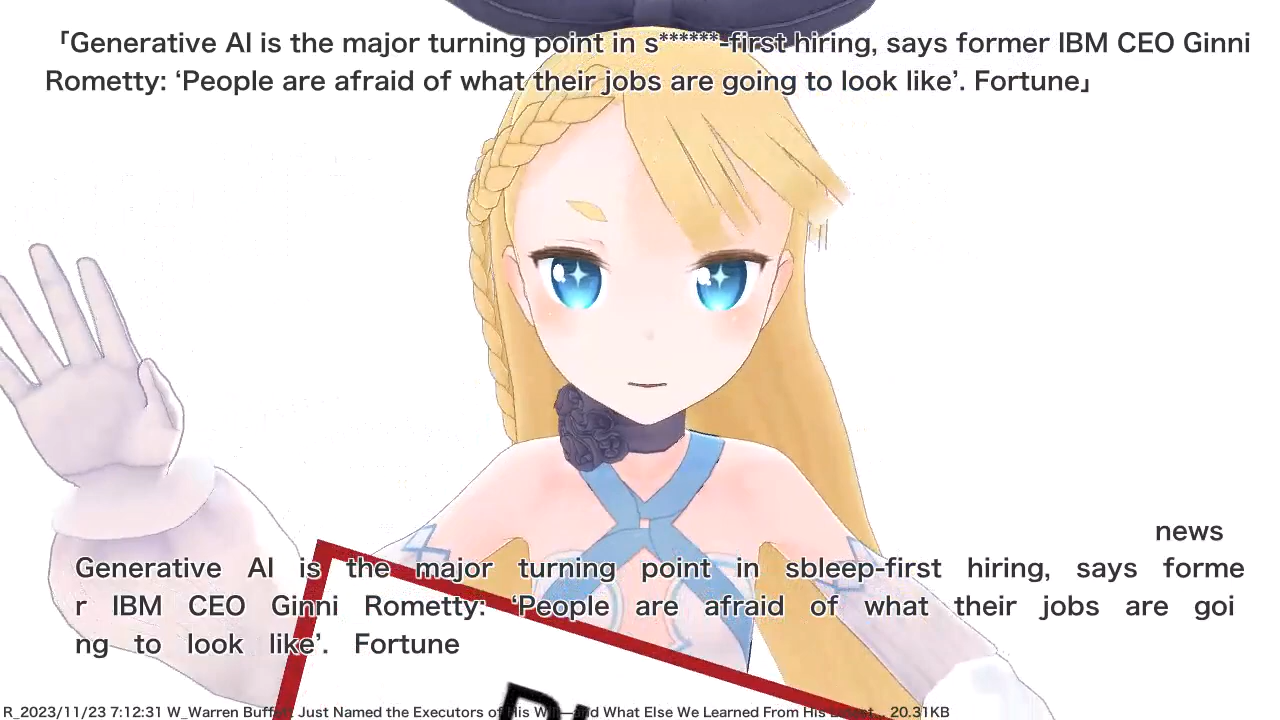 「Generative AI is the major turning point in s******-first hiring, says former IBM CEO Ginni
Rometty: ‘People are afraid of what their jobs are going to look like’. Fortune」
news
Generative AI is the major turning point in sbleep-first hiring, says forme
r IBM CEO Ginni Rometty: ‘People are afraid of what their jobs are goi
ng to look like’. Fortune
R_2023/11/23 7:12:31 W_Warren Buffett Just Named the Executors of His Will—and What Else We Learned From His Latest... 20.31KB